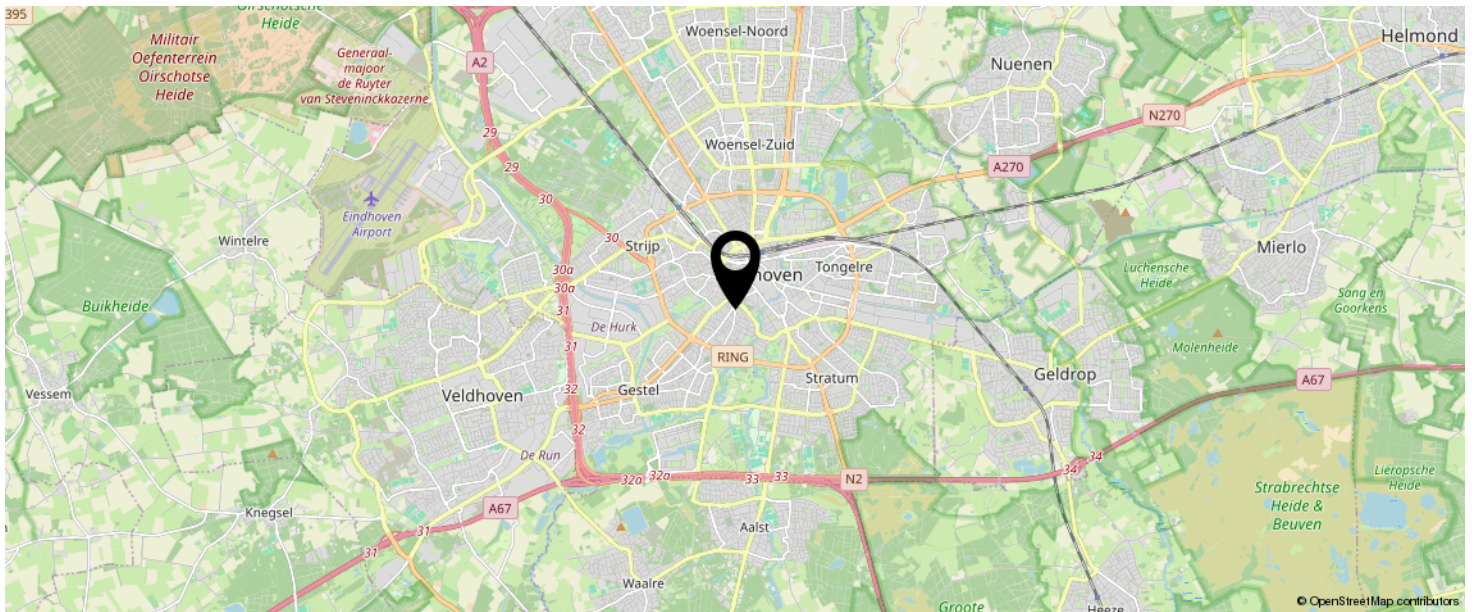 395
Oirschotsche
Heide
Militair
Oefenterrein
Oirschotse
Heide
Generaal-
majoor
de Ruyter
van Steveninckkazerne
A2
Woensel-Noord
Nuenen
Helmond
N270
29
Woensel-Zuid
A270
29
30
Eindhoven
Airport
Wintelre
30
Strijp
hoven
Tongelre
Mierlo
30a
30a
Luchensche
Heide
Buikheide
31
De Hurk
Sang en
Goorkens
31
RING
Molenheide
Vessem
Veldhoven
32
Gestel
Stratum
Geldrop
A67
32
De Run
34
34
32a
32a
33
33
N2
Lieropsche
Heide
Strabrechtse
Heide &
Beuven
Knegsel
A67
31
31
Aalst
Waalre
Groote
Heeze
© OpenStreetMap contributors